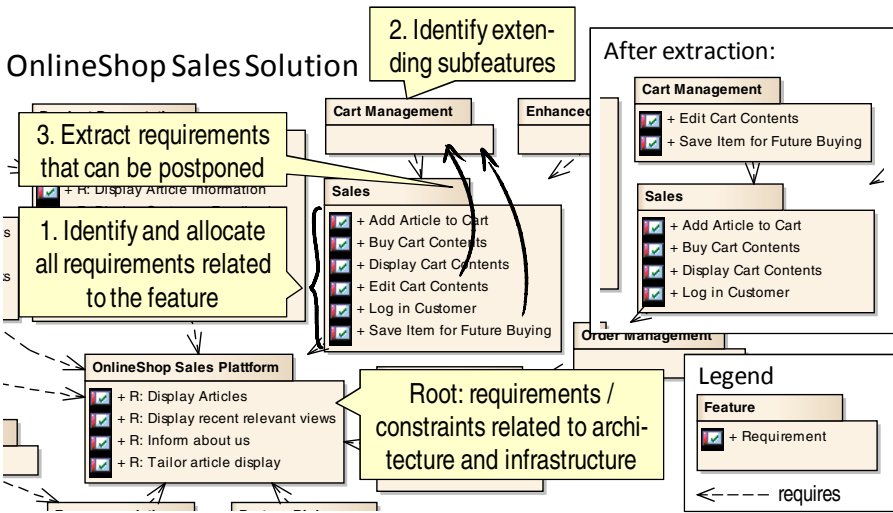 OnlineShop Sales Solution
2. Identify exten-
ding subfeatures
Cart Management
Enhanced
3. Extract requirements
that can be postponed
+ R: Display Article Information
Sales
+ Add Article to Cart
+ Buy Cart Contents
+ Display Cart Contents
+ Edit Cart Contents
+ Log in Customer
+ Save Item for Future Buying
1. Identify and allocate
all requirements related
to the feature
After extraction:
Cart Management
+ Edit Cart Contents
+ Save Item for Future Buying
Sales
+ Add Article to Cart
+ Buy Cart Contents
+ Display Cart Contents
+ Log in Customer
Order Management
OnlineShop Sales Plattform
+ R: Display Articles
+ R: Display recent relevant views
+ R: Inform about us
+ R: Tailor article display
Root: requirements /
constraints related to archi-
tecture and infrastructure
Legend
Feature
+ Requirement
requires